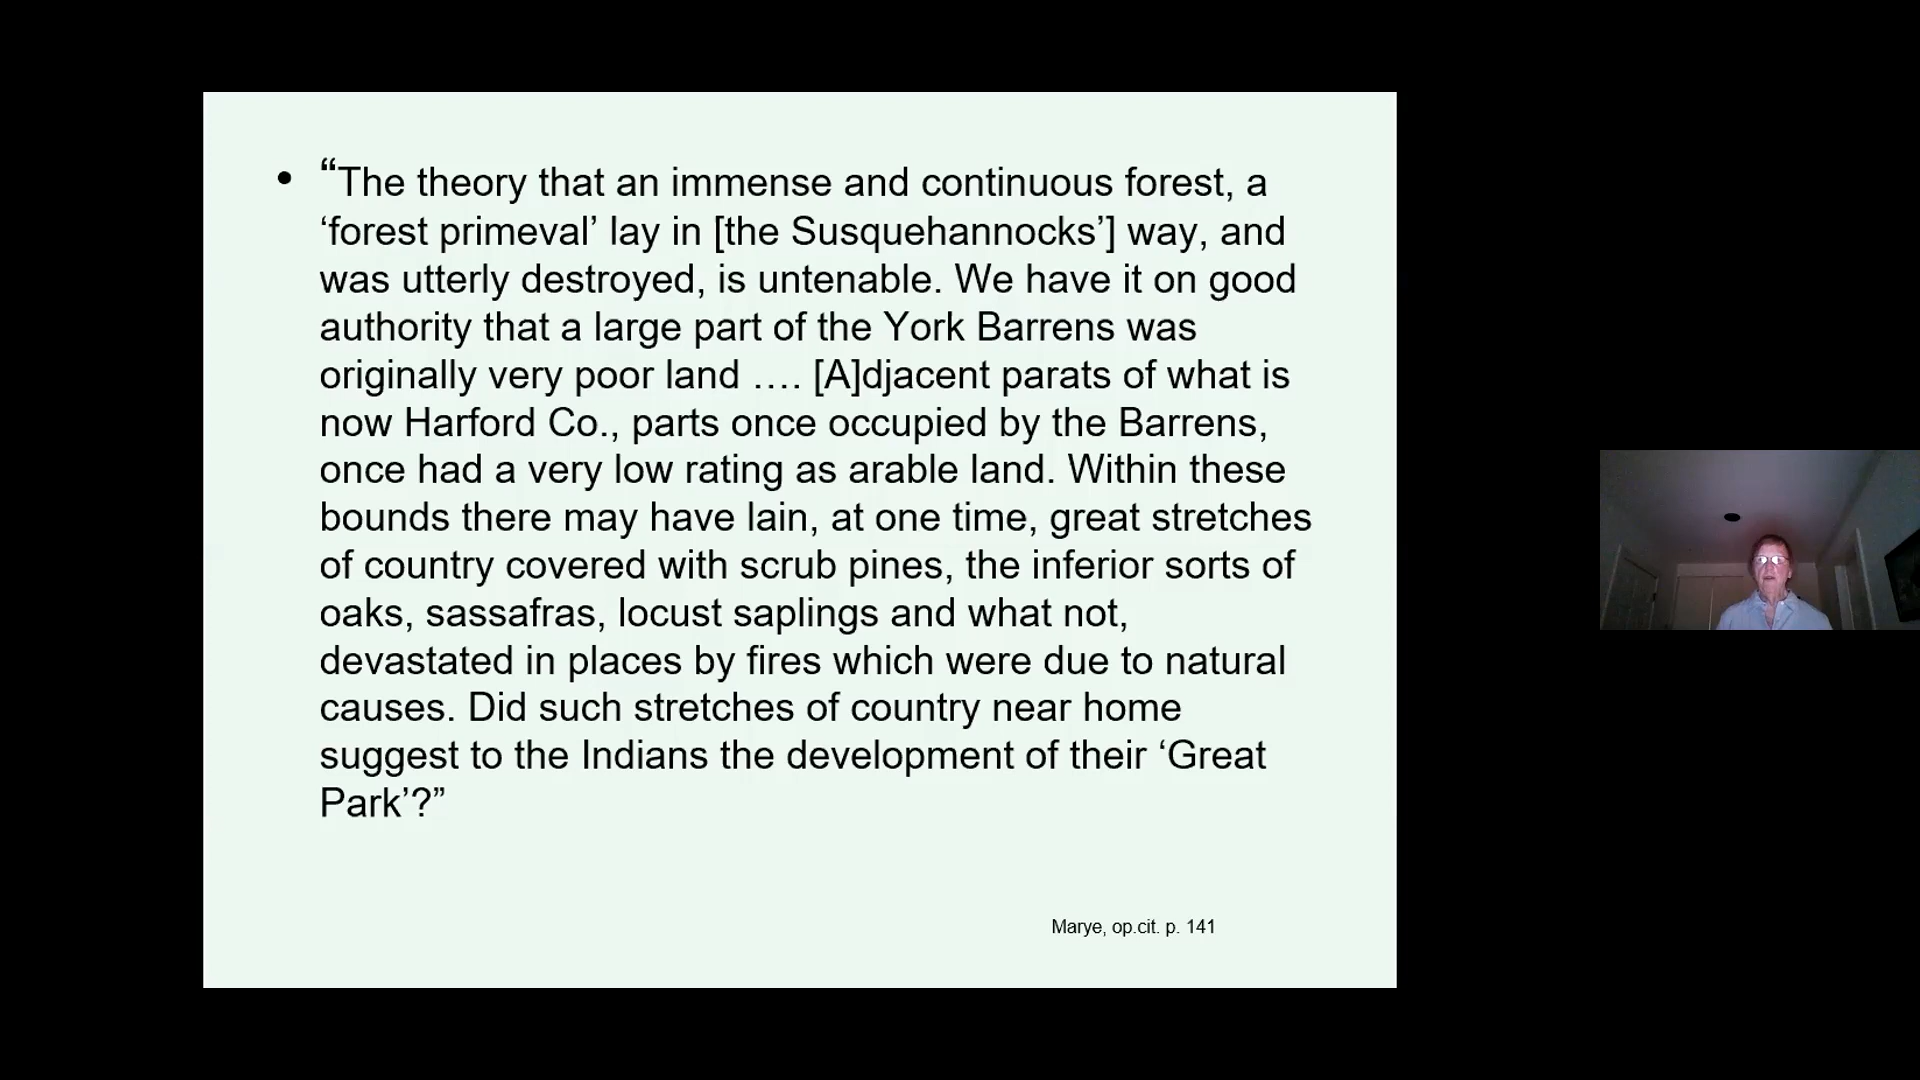 • “The theory that an immense and continuous forest, a
‘forest primeval’ lay in [the Susquehannocks’] way, and
was utterly destroyed, is untenable. We have it on good
authority that a large part of the York Barrens was
originally very poor land …. [A]djacent parats of what is
now Harford Co., parts once occupied by the Barrens,
once had a very low rating as arable land. Within these
bounds there may have lain, at one time, great stretches
of country covered with scrub pines, the inferior sorts of
oaks, sassafras, locust saplings and what not,
devastated in places by fires which were due to natural
causes. Did such stretches of country near home
suggest to the Indians the development of their ‘Great
Park’?”
Marye, op.cit. p. 141